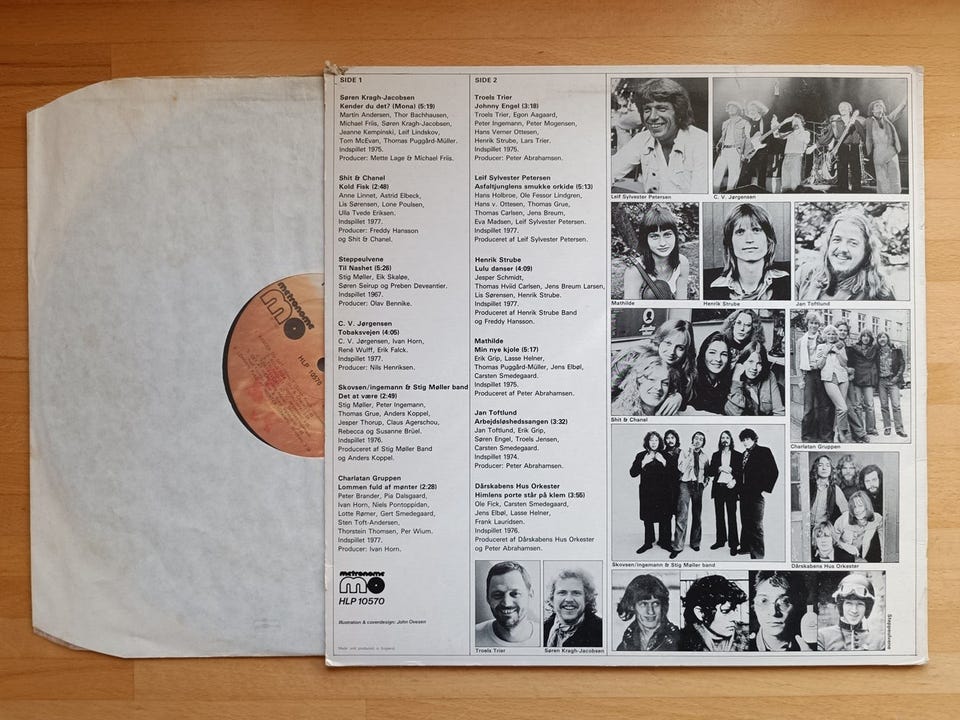 metronome
mo
HLP 10570
SIDE 1
Søren Kragh-Jacobsen
Kender du det? (Mona) (5:19)
Martin Andersen, Thor Bachhausen,
Michael Friis, Søren Kragh-Jacobsen,
Jeanne Kempinski, Leif Lindskov,
Tom McEvan, Thomas Puggård-Müller.
Indspillet 1975.
Producer: Mette Lage & Michael Friis.
Shit & Chanel
Kold Fisk (2:48)
Anne Linnet, Astrid Elbeck,
Lis Sørensen, Lone Poulsen,
Ulla Tvede Eriksen.
Indspillet 1977.
Producer: Freddy Hansson
og Shit & Chanel.
Steppeulvene
Til Nashet (5:26)
Stig Møller, Eik Skaløe,
Søren Seirup og Preben Deveantier.
Indspillet 1967.
Producer: Olav Bennike.
C. V. Jørgensen
Tobaksvejen (4:05)
C. V. Jørgensen, Ivan Horn,
René Wulff, Erik Falck.
Indspillet 1977.
Producer: Nils Henriksen.
Skovsen/ingemann & Stig Møller band
Det at være (2:49)
Stig Møller, Peter Ingemann,
Thomas Grue, Anders Koppel,
Jesper Thorup, Claus Agerschou,
Rebecca og Susanne Brüel.
Indspillet 1976.
Produceret af Stig Møller Band
og Anders Koppel.
Charlatan Gruppen
Lommen fuld af mønter (2:28)
Peter Brander, Pia Dalsgaard,
Ivan Horn, Niels Pontoppidan,
Lotte Rømer, Gert Smedegaard,
Sten Toft-Andersen,
Thorstein Thomsen, Per Wium.
Indspillet 1977.
Producer: Ivan Horn.
metronome
mo
HLP 10570
Illustration & coverdesign: John Ovesen
Made and produced in England
SIDE 2
Troels Trier
Johnny Engel (3:18)
Troels Trier, Egon Aagaard,
Peter Ingemann, Peter Mogensen,
Hans Verner Ottesen,
Henrik Strube, Lars Trier.
Indspillet 1975.
Producer: Peter Abrahamsen.
Leif Sylvester Petersen
Asfaltjunglens smukke orkide (5:13)
Hans Holbroe, Ole Fessor Lindgren,
Hans v. Ottesen, Thomas Grue,
Thomas Carlsen, Jens Breum,
Eva Madsen, Leif Sylvester Petersen.
Indspillet 1977.
Produceret af Leif Sylvester Petersen.
Henrik Strube
Lulu danser (4:09)
Jesper Schmidt,
Thomas Hviid Carlsen, Jens Breum Larsen,
Lis Sørensen, Henrik Strube.
Indspillet 1977.
Produceret af Henrik Strube Band
og Freddy Hansson.
Mathilde
Min nye kjole (5:17)
Erik Grip, Lasse Helner,
Thomas Puggård-Müller, Jens Elbøl,
Carsten Smedegaard.
Indspillet 1975.
Produceret af Peter Abrahamsen.
Jan Toftlund
Arbejdsløshedssangen (3:32)
Jan Toftlund, Erik Grip,
Søren Engel, Troels Jensen,
Carsten Smedegaard.
Indspillet 1974.
Producer: Peter Abrahamsen.
Dårskabens Hus Orkester
Himlens porte står på klem (3:55)
Ole Fick, Carsten Smedegaard,
Jens Elbøl, Lasse Helner,
Frank Lauridsen.
Indspillet 1976.
Produceret af Dårskabens Hus Orkester
og Peter Abrahamsen.
Troels Trier
Søren Kragh-Jacobsen
Leif Sylvester Petersen
C. V. Jørgensen
Mathilde
Henrik Strube
Jan Toftlund
Shit & Chanel
Charlatan Gruppen
Skovsen/ingemann & Stig Møller band
Dårskabens Hus Orkester
Steppeulvene